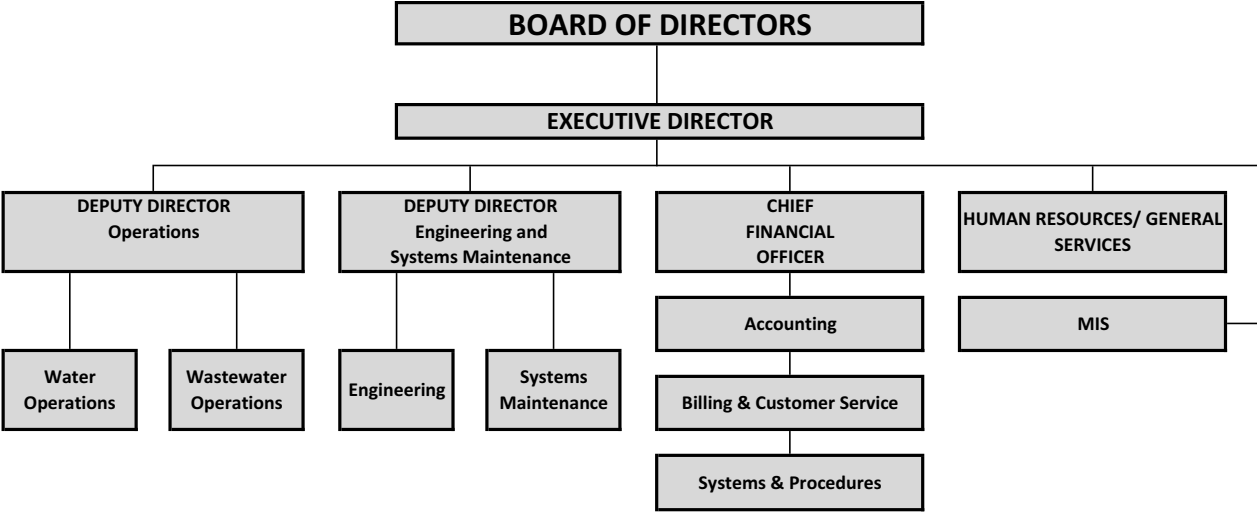 BOARD OF DIRECTORS
EXECUTIVE DIRECTOR
DEPUTY DIRECTOR
Operations
DEPUTY DIRECTOR
Engineering and
Systems Maintenance
CHIEF
FINANCIAL
OFFICER
HUMAN RESOURCES/ GENERAL
SERVICES
Accounting
MIS
Water
Operations
Wastewater
Operations
Engineering
Systems
Maintenance
Billing & Customer Service
Systems & Procedures